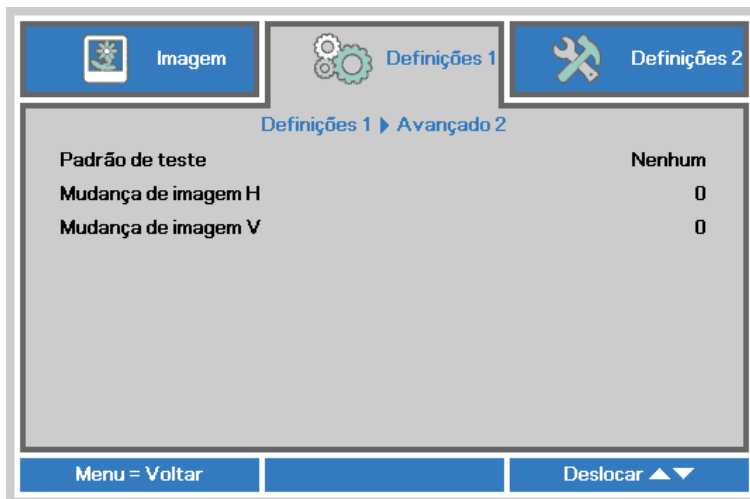 Imagem Definições 1 Definições 2
Definições 1 ▶ Avançado 2
Padrão de teste Nenhum
Mudança de imagem H 0
Mudança de imagem V 0
Menu = Voltar Deslocar ▲▼